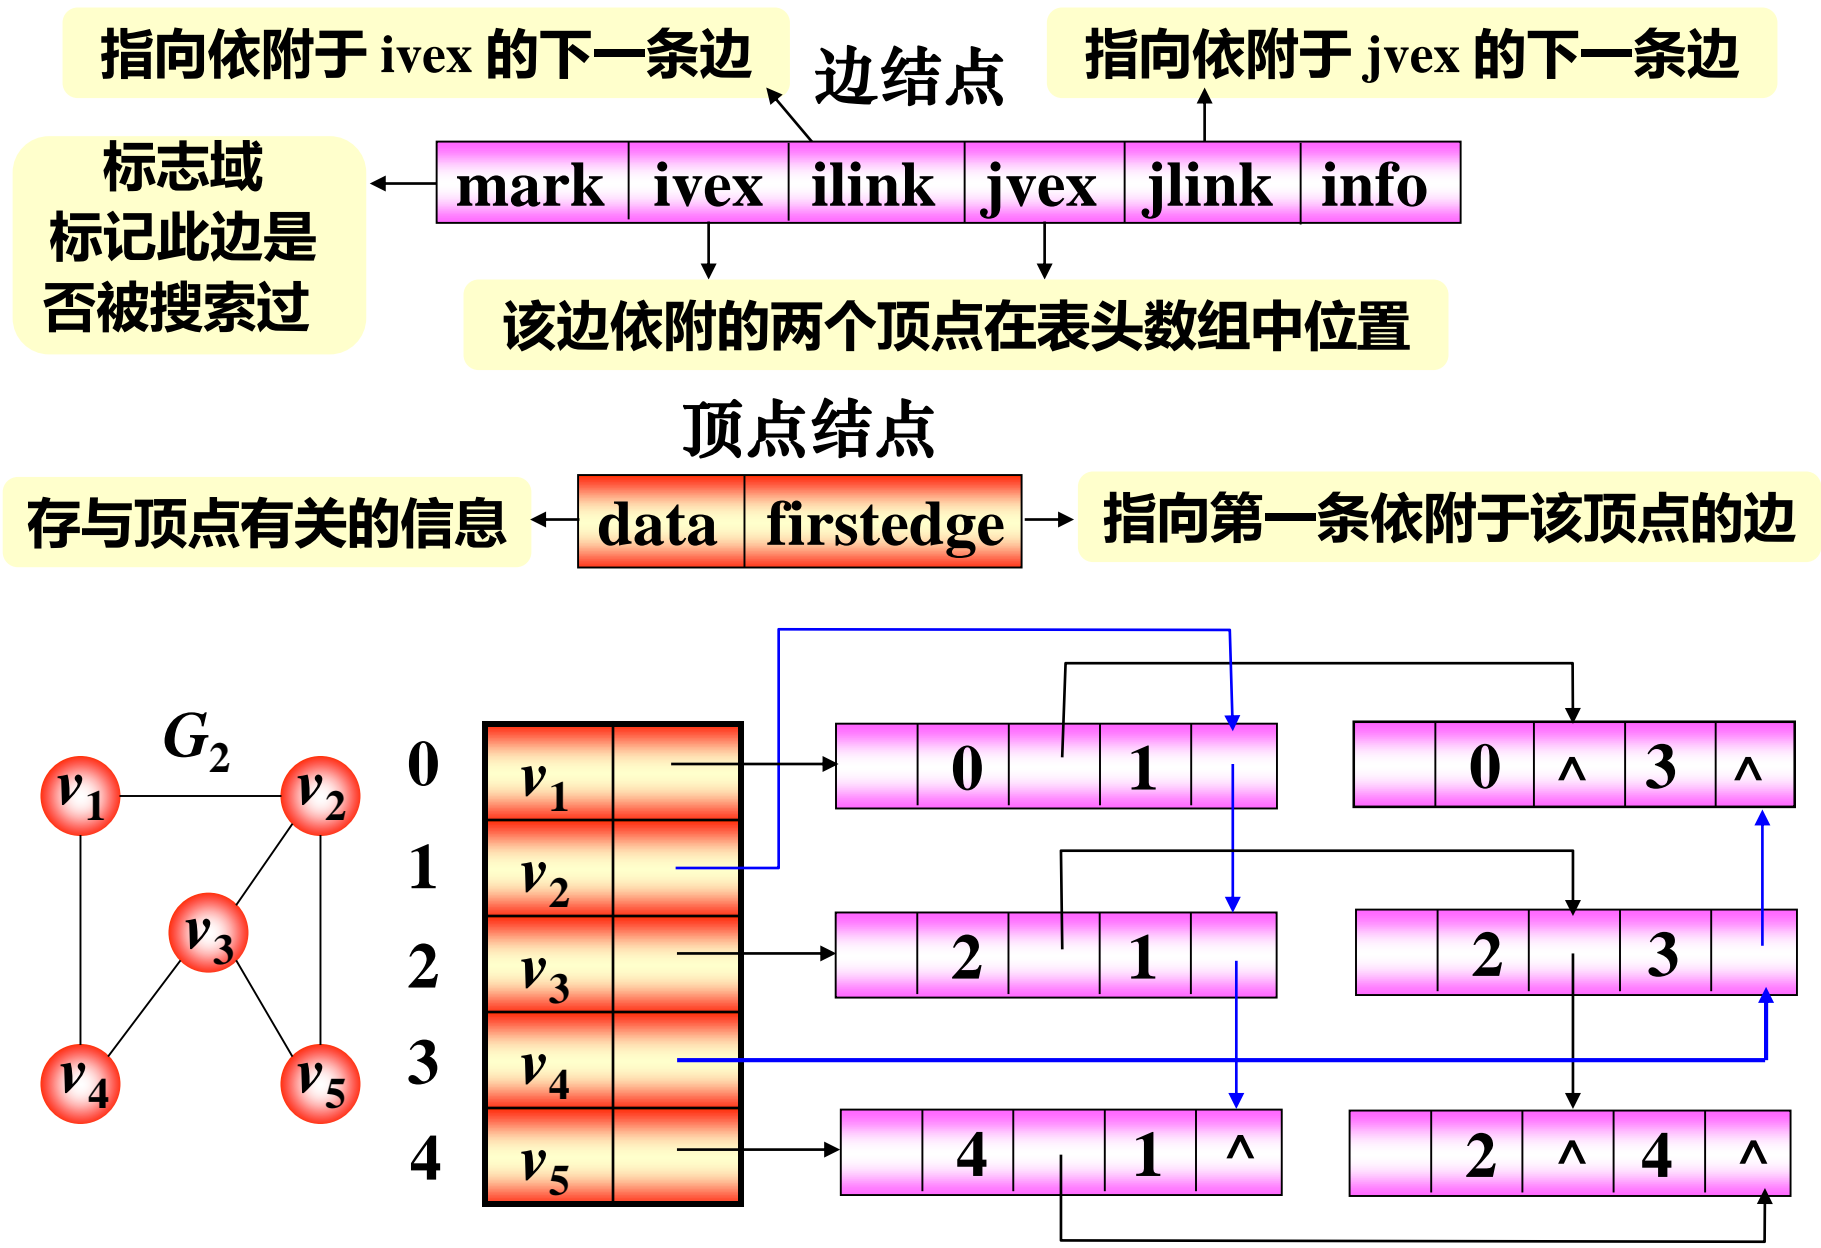 指向依附于 ivex 的下一条边
边结点
指向依附于 jvex 的下一条边
标志域
标记此边是
否被搜索过
mark ivex ilink jvex jlink info
该边依附的两个顶点在表头数组中位置
顶点结点
存与顶点有关的信息
data firstedge
指向第一条依附于该顶点的边
G2
v1 v2
v3
v4 v5
0 v1 0 1 0 ^ 3 ^
1 v2
2 v3 2 1 2 3
3 v4
4 v5 4 1 ^ 2 ^ 4 ^